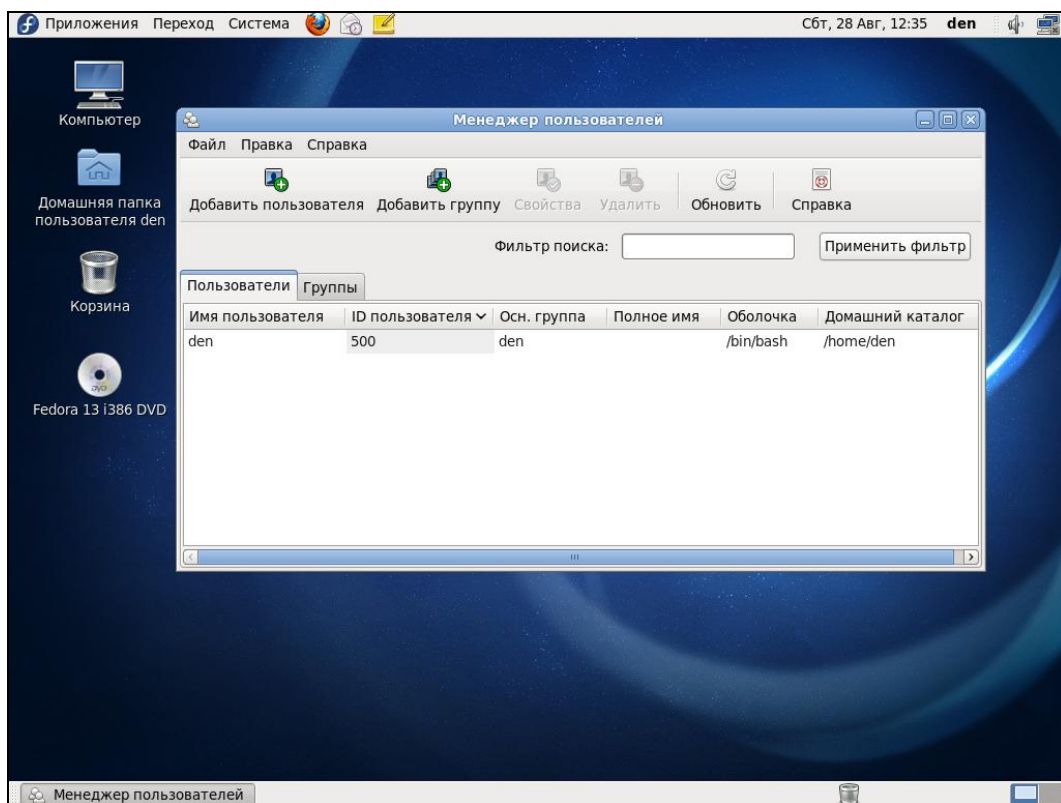 Приложения Переход Система Сбт, 28 Авг, 12:35 den
Компьютер
Домашняя папка
пользователя den
Корзина
Fedora 13 i386 DVD
Менеджер пользователей
Файл Правка Справка
Добавить пользователя Добавить группу Свойства Удалить Обновить Справка
Фильтр поиска: Применить фильтр
Пользователи Группы
Имя пользователя ID пользователя Осн. группа Полное имя Оболочка Домашний каталог
den 500 den /bin/bash /home/den
Менеджер пользователей